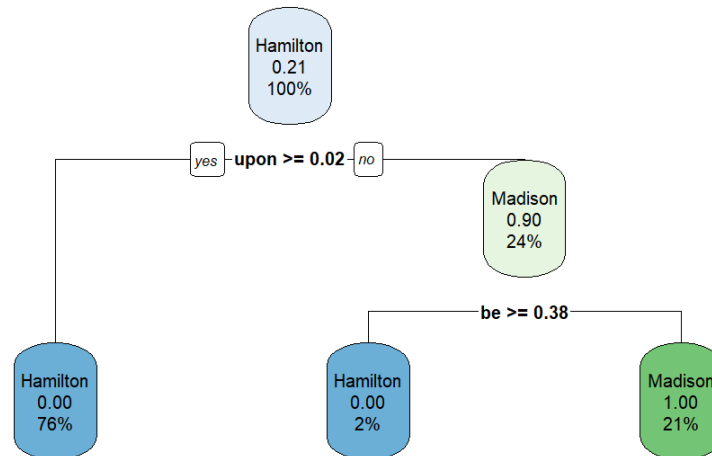 Hamilton
0.21
100%
yes upon >= 0.02 no
Madison
0.90
24%
be >= 0.38
Hamilton
0.00
76%
Hamilton
0.00
2%
Madison
1.00
21%